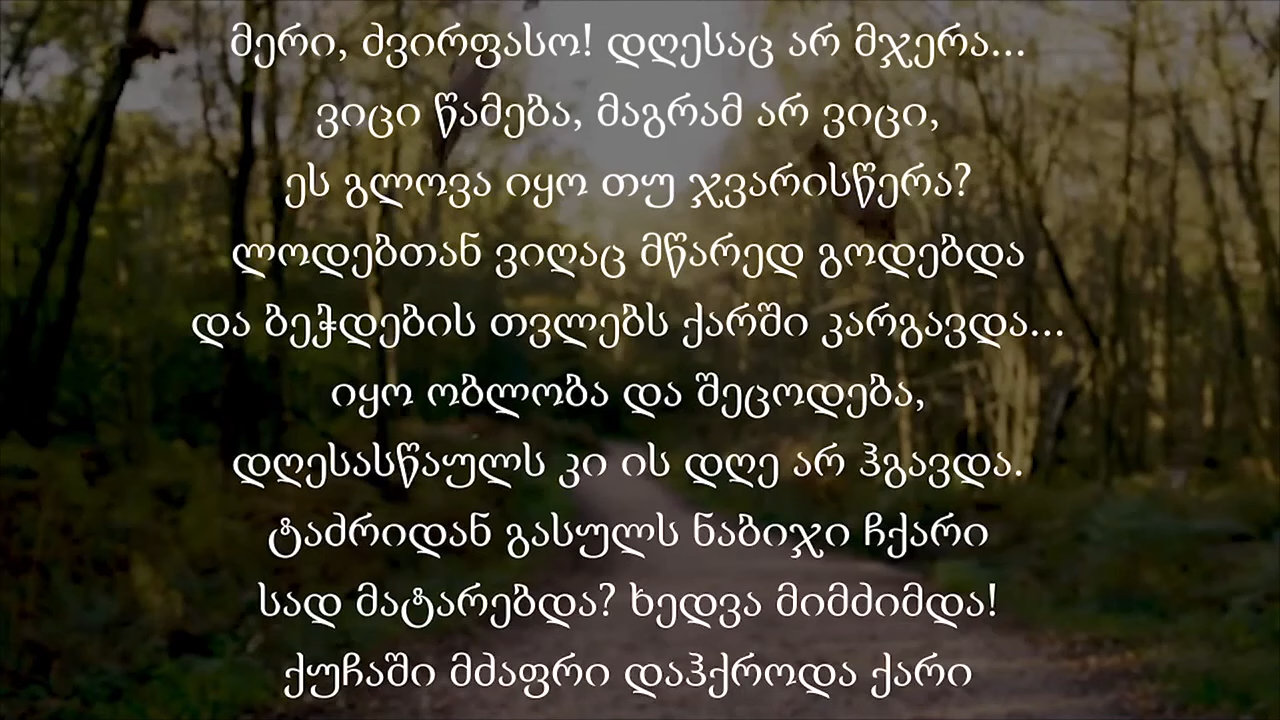 მერი, ძვირფასო! დღესაც არ მჯერა...
ვიცი წამება, მაგრამ არ ვიცი,
ეს გლოვა იყო თუ ჯვარისწერა?
ლოდებთან ვიღაც მწარედ გოდებდა
და ბეჭდების თვლებს ქარში კარგავდა...
იყო ობლობა და შეცოდება,
დღესასწაულს კი ის დღე არ ჰგავდა.
ტაძრიდან გასულს ნაბიჯი ჩქარი
სად მატარებდა? ხედვა მიმძიმდა!
ქუჩაში მძაფრი დაჰქროდა ქარი